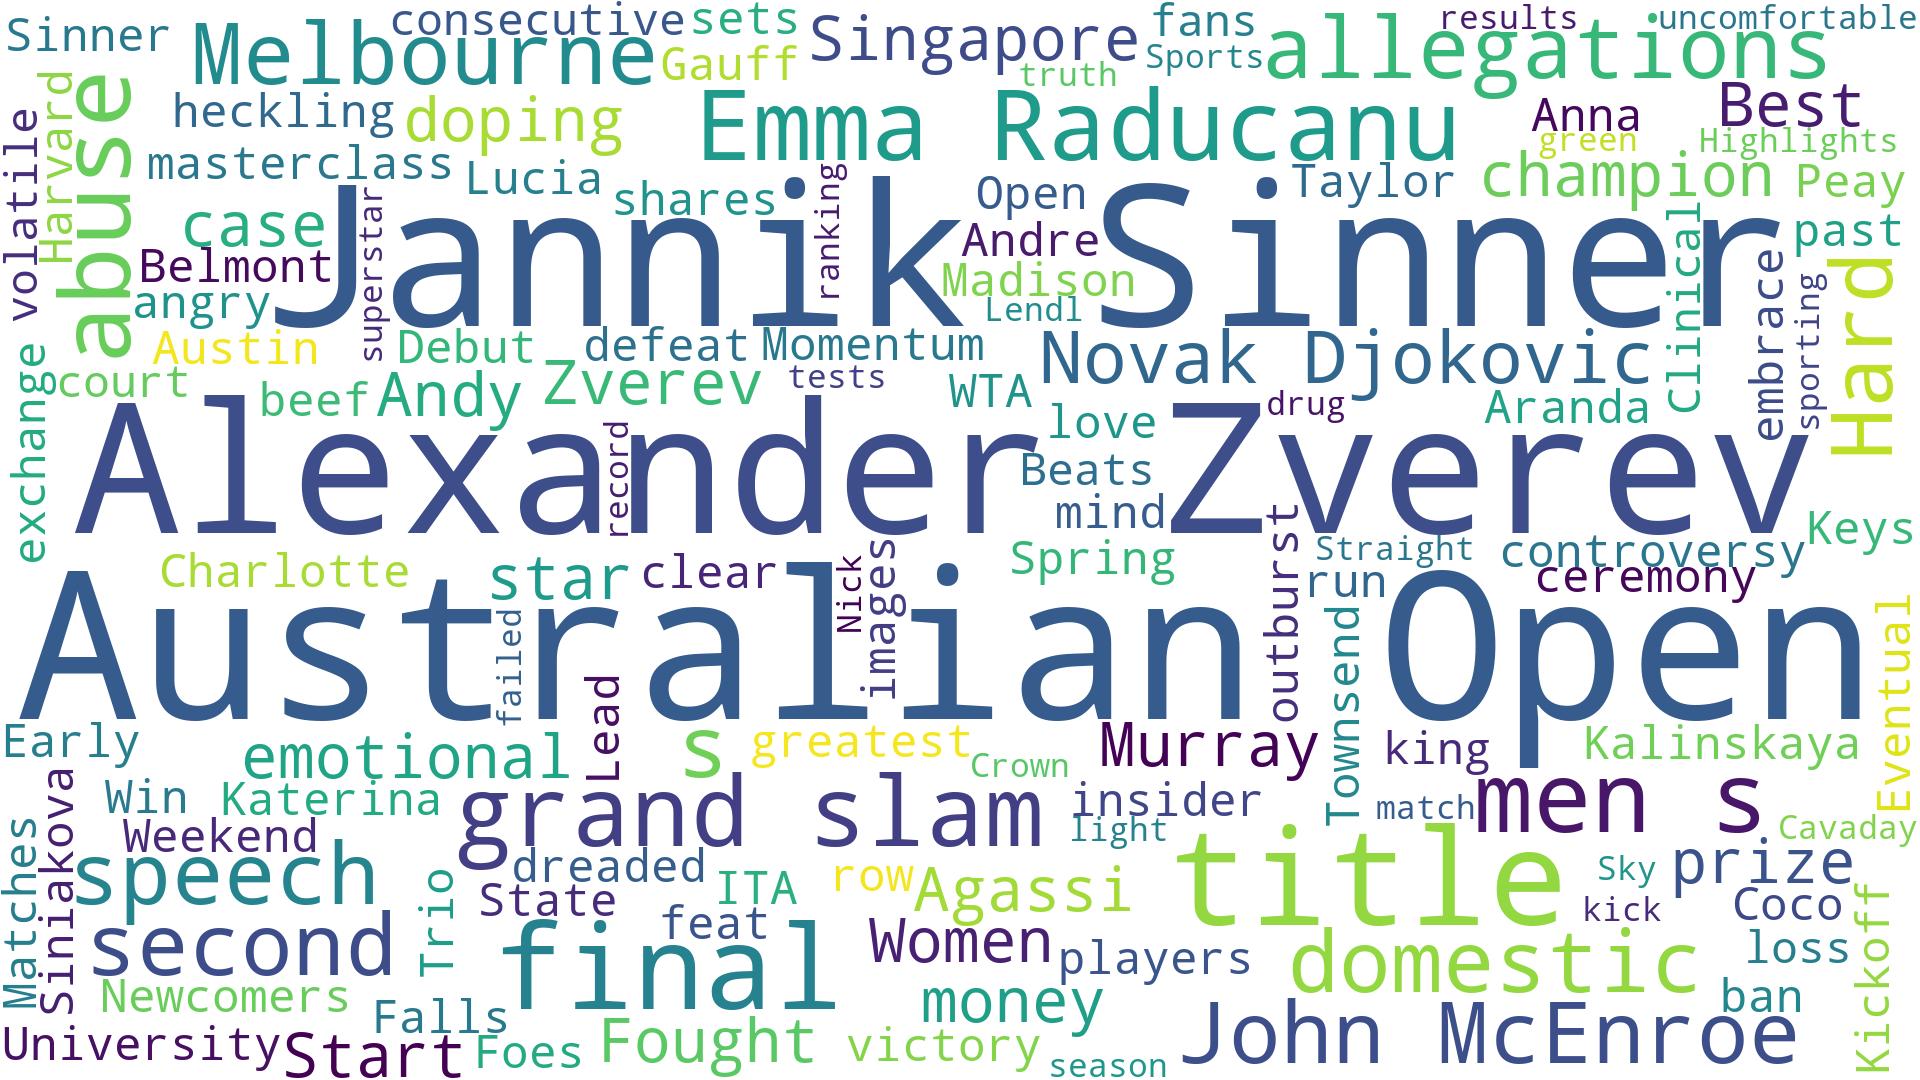 Sinner
Melbourne
consecutive
sets
Gauff
Singapore
fans
Sports
truth
allegations
results
uncomfortable
volatile
Harvard
abuse
heckling
doping
Emma Raducanu
Anna
green
Best
Highlights
masterclass
Lucia
shares
ranking
Open
Taylor
champion
Peay
case
Belmont
angry
superstar
Jannik Sinner
Andre
Madison
Lendl
Clinical
embrace
past
sporting
Hard
Austin
Debut
defeat
Momentum
Novak Djokovic
court
beef
Andy
Zverev
tests
WTA
drug
Aranda
love
exchange
Alexander Zverev
record
Beats
mind
outburst
Keys
Charlotte
star
clear
Nick
images
Spring
Straight
run
controversy
ceremony
Australian Open
failed
Townsend
Eventual
Early
emotional
Lead
s
greatest
Crown
Murray
king
Kalinskaya
Siniakova
Win
Katerina
grand slam
insider
light
match
men s
Cavaday
Matches
Weekend
speech
Trio
dreaded
State
ITA
row
Agassi
title
Sky
kick
prize
Coco
second
feat
final
Women
players
domestic
loss
Kickoff
Newcomers
Falls
money
ban
University
Start
Foes
Fought
victory
season
John McEnroe